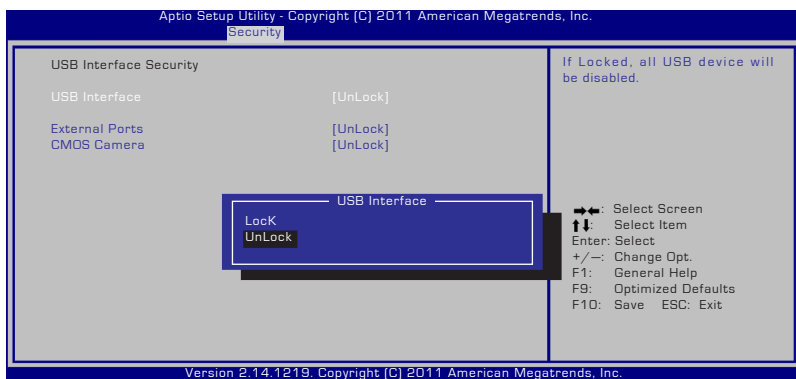 Aptio Setup Utility - Copyright (C) 2011 American Megatrends, Inc.
Security
USB Interface Security
USB Interface [UnLock]
External Ports [UnLock]
CMOS Camera [UnLock]
USB Interface
LocK
UnLock
If Locked, all USB device will
be disabled.
→←: Select Screen
↑↓: Select Item
Enter: Select
+/—: Change Opt.
F1: General Help
F9: Optimized Defaults
F10: Save ESC: Exit
Version 2.14.1219. Copyright (C) 2011 American Megatrends, Inc.